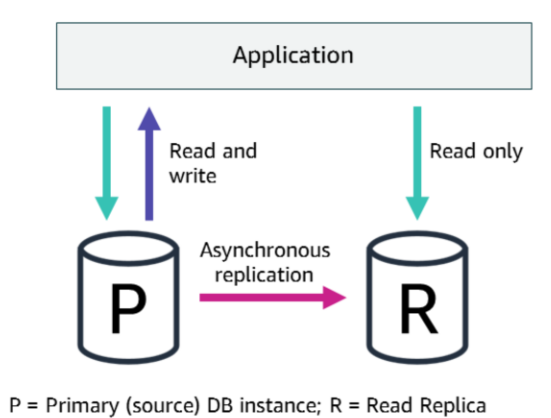 Application
Read and
write
Read only
Asynchronous
replication
P
R
P = Primary (source) DB instance; R = Read Replica